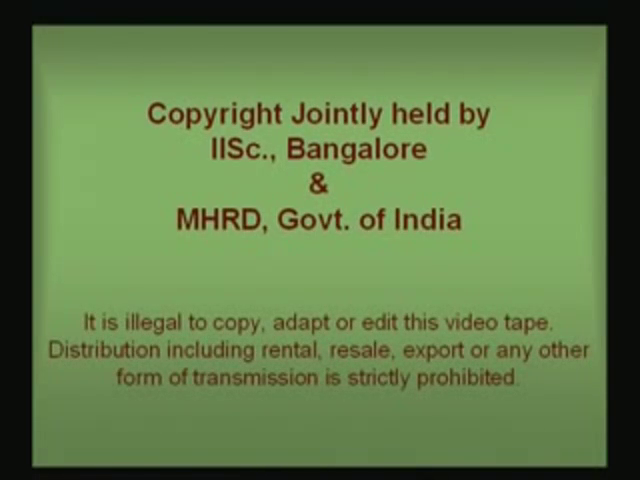 Copyright Jointly held by
IISc., Bangalore
&
MHRD, Govt. of India
It is illegal to copy, adapt or edit this video tape.
Distribution including rental, resale, export or any other
form of transmission is strictly prohibited.